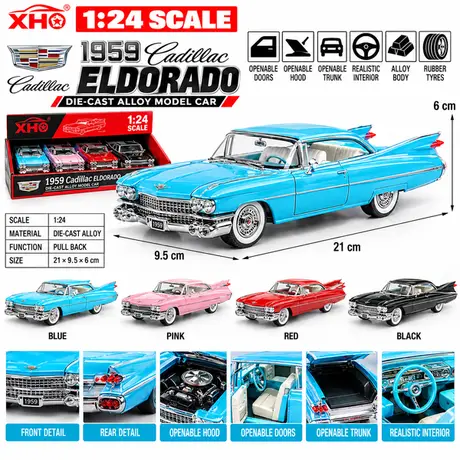 XHO 1:24 SCALE
Cadillac
1959 Cadillac
ELDORADO
DIE-CAST ALLOY MODEL CAR
OPENABLE DOORS
OPENABLE HOOD
OPENABLE TRUNK
REALISTIC INTERIOR
ALLOY BODY
RUBBER TYRES
XHO
1:24 SCALE
1959 Cadillac ELDORADO
DIE-CAST ALLOY MODEL CAR
1959
6 cm
9.5 cm
21 cm
SCALE 1:24
MATERIAL DIE-CAST ALLOY
FUNCTION PULL BACK
SIZE 21 × 9.5 × 6 cm
BLUE
PINK
RED
BLACK
1959
FRONT DETAIL
REAR DETAIL
OPENABLE HOOD
OPENABLE DOORS
OPENABLE TRUNK
REALISTIC INTERIOR